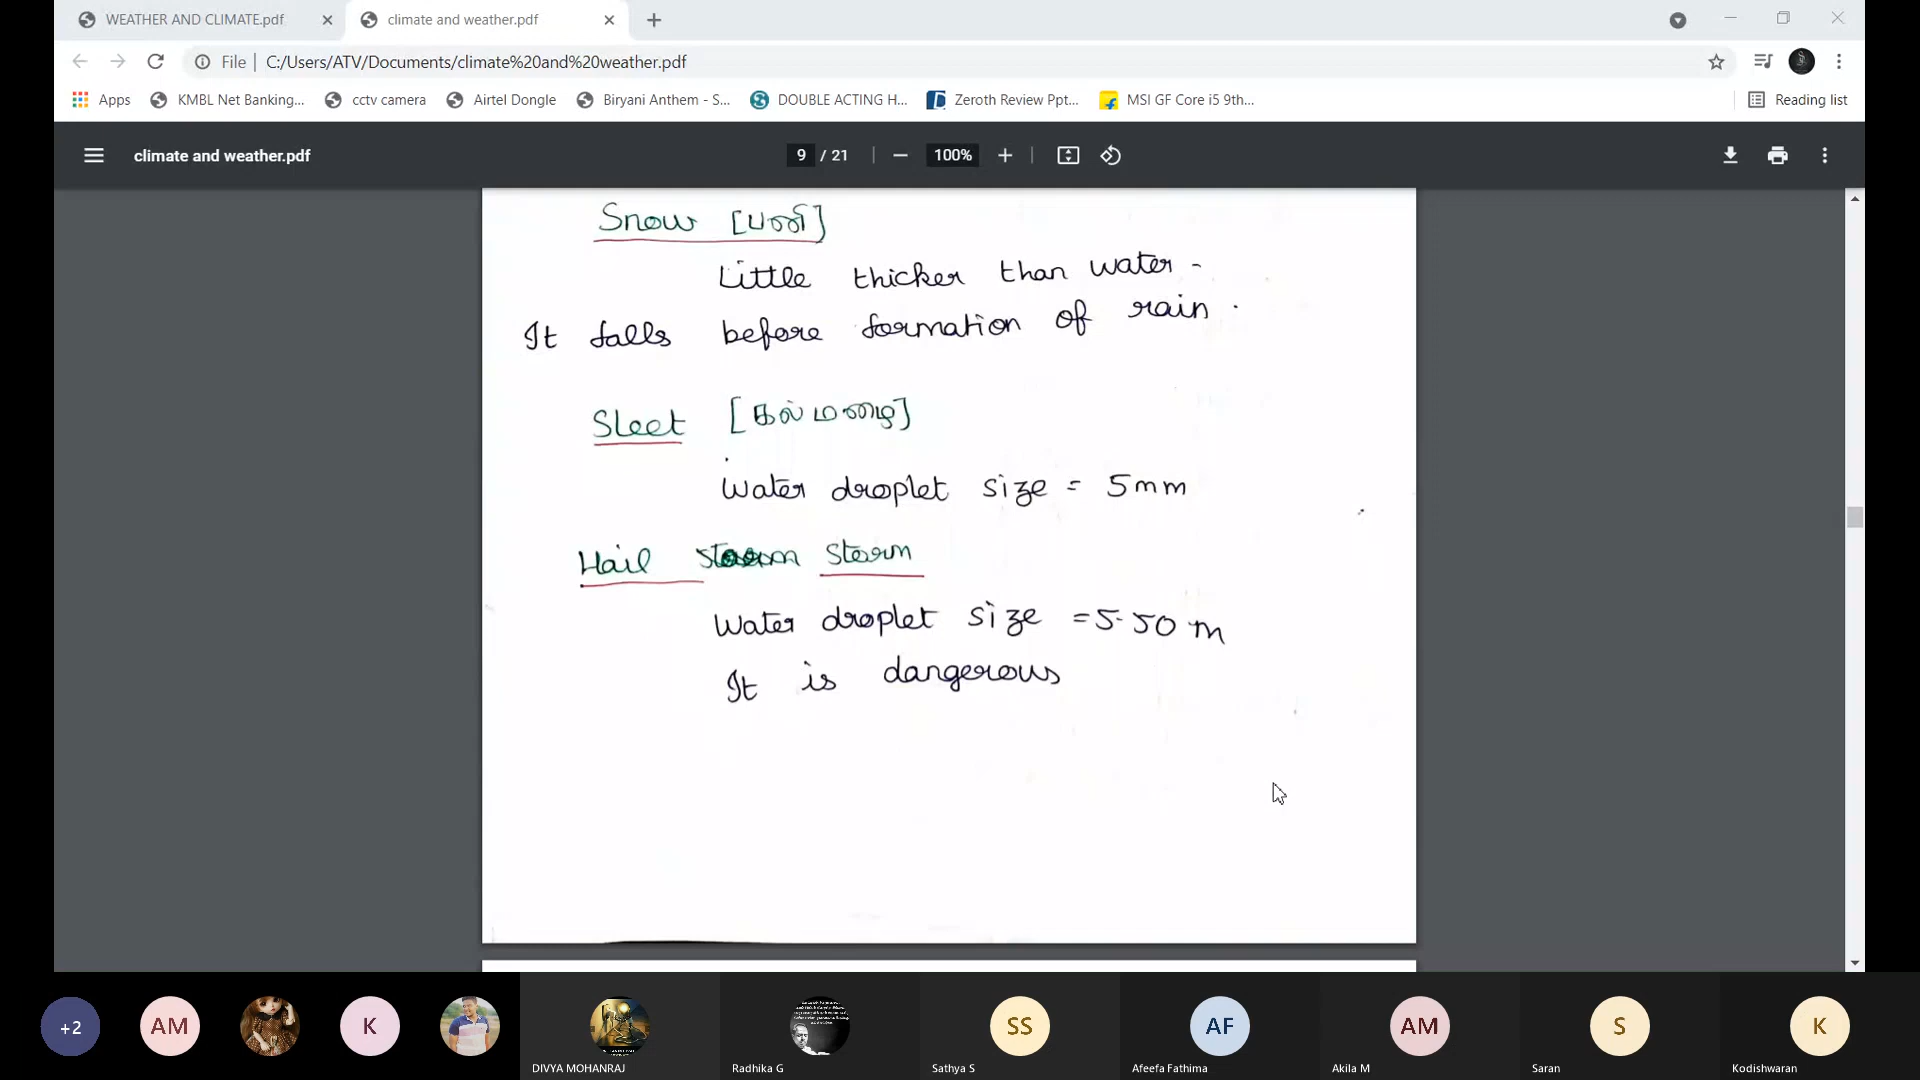 WEATHER AND CLIMATE.pdf
climate and weather.pdf
File | C:/Users/ATV/Documents/climate%20and%20weather.pdf
Apps KMBL Net Banking... cctv camera Airtel Dongle Biryani Anthem - S... DOUBLE ACTING H... Zeroth Review Ppt... MSI GF Core i5 9th... Reading list
climate and weather.pdf 9 / 21 100%
Snow [பனி]
Little thicker than water -
It falls before formation of rain.
Sleet [கல் மழை]
Water droplet size = 5mm
Hail storm
Water droplet size = 5-50 m
It is dangerous
+2 AM K SS AF AM S K
DIVYA MOHANRAJ Radhika G Sathya S Afeefa Fathima Akila M Saran Kodishwaran